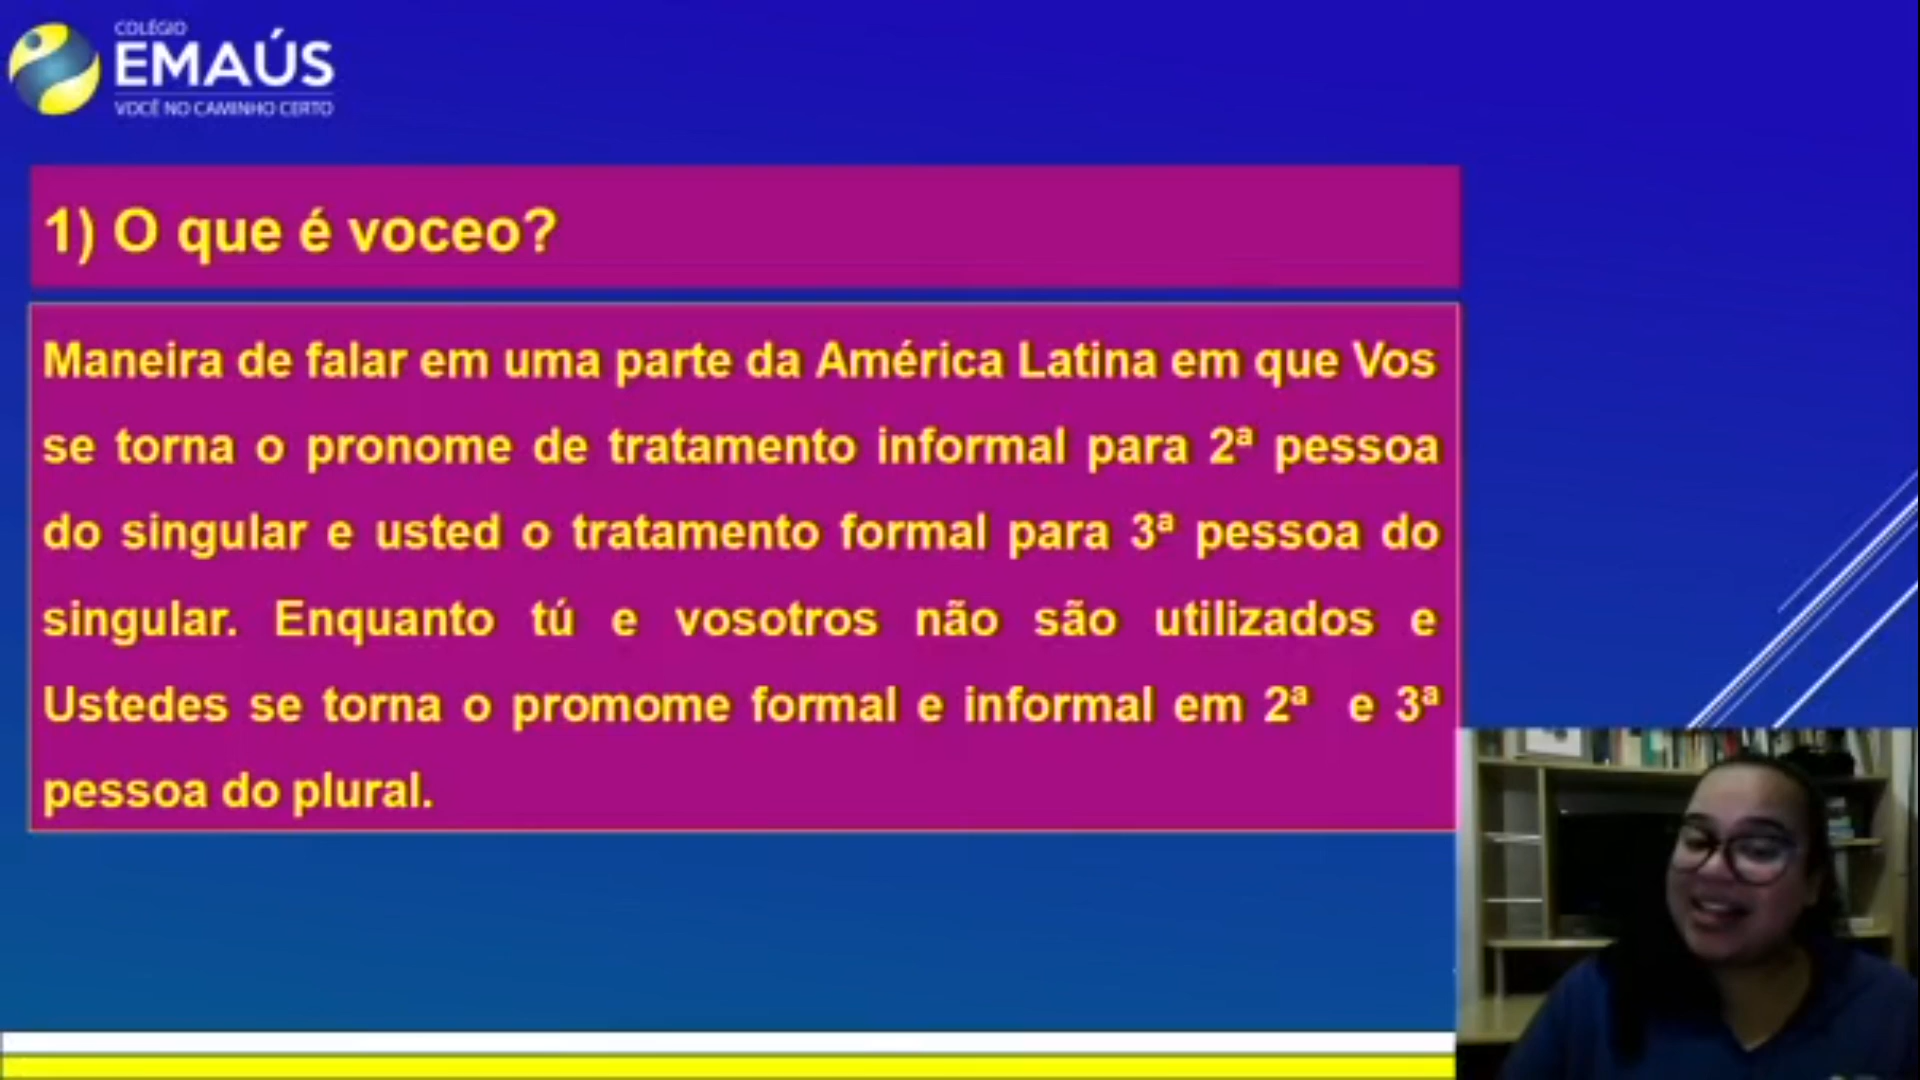 COLÉGIO
EMAÚS
VOCÊ NO CAMINHO CERTO
1) O que é voceo?
Maneira de falar em uma parte da América Latina em que Vos
se torna o pronome de tratamento informal para 2ª pessoa
do singular e usted o tratamento formal para 3ª pessoa do
singular. Enquanto tú e vosotros não são utilizados e
Ustedes se torna o promome formal e informal em 2ª e 3ª
pessoa do plural.